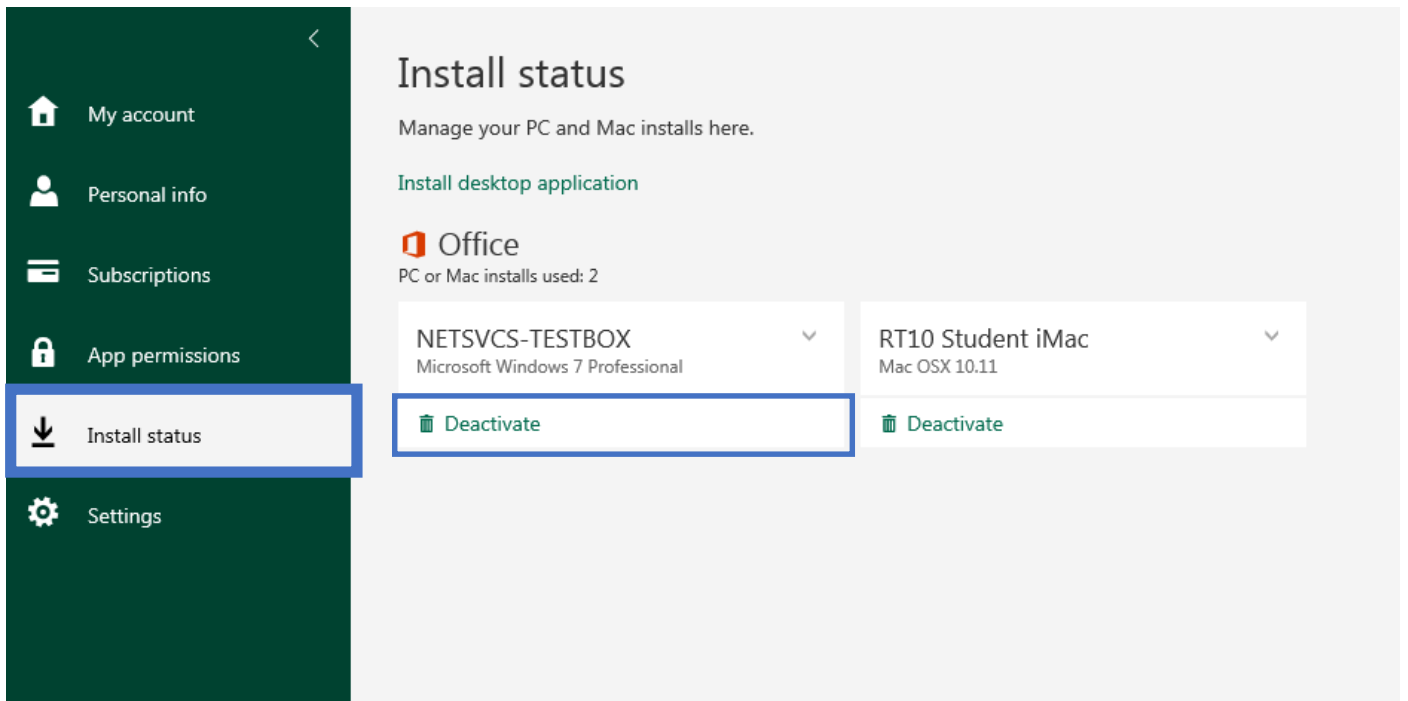 My account
Personal info
Subscriptions
App permissions
Install status
Settings
Install status
Manage your PC and Mac installs here.
Install desktop application
Office
PC or Mac installs used: 2
NETSVCS-TESTBOX
Microsoft Windows 7 Professional
Deactivate
RT10 Student iMac
Mac OSX 10.11
Deactivate